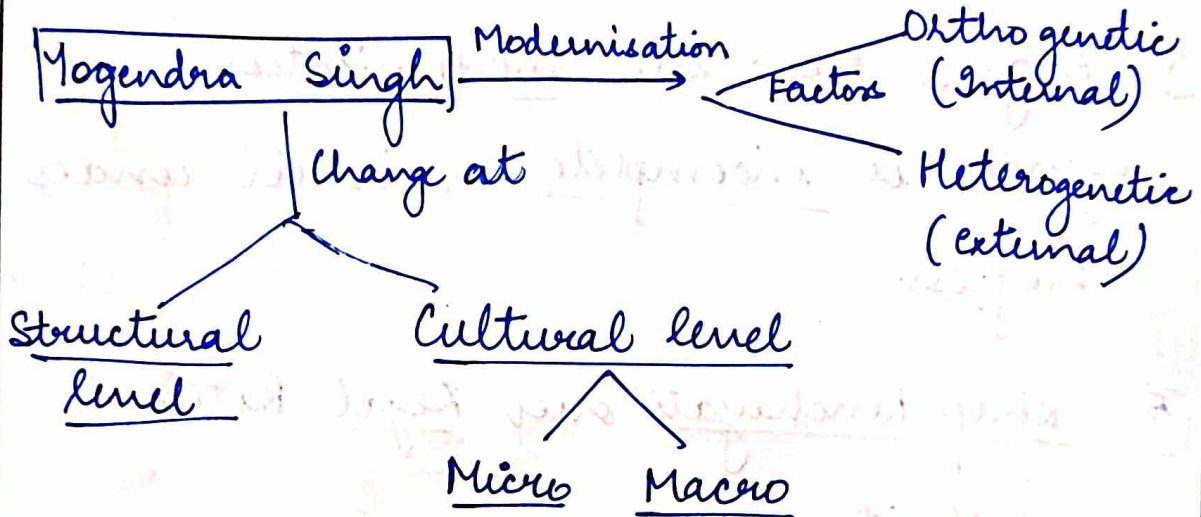 Yogendra Singh
Modernisation
Factors
Orthogenetic
(Internal)
Heterogenetic
(external)
Change at
Structural
level
Cultural level
Micro
Macro